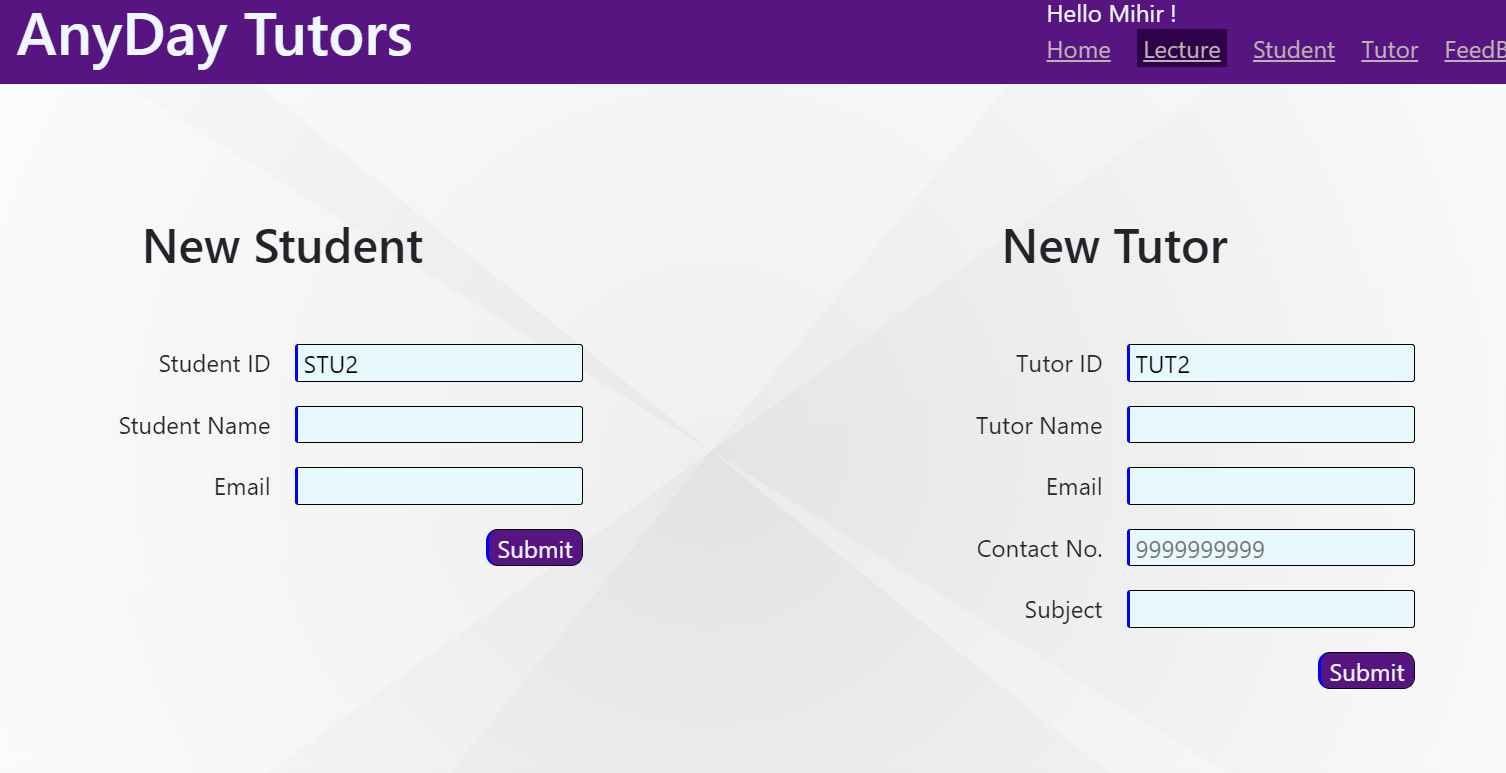 AnyDay Tutors
Hello Mihir !
Home Lecture Student Tutor FeedB
New Student
Student ID STU2
Student Name
Email
Submit
New Tutor
Tutor ID TUT2
Tutor Name
Email
Contact No. 9999999999
Subject
Submit